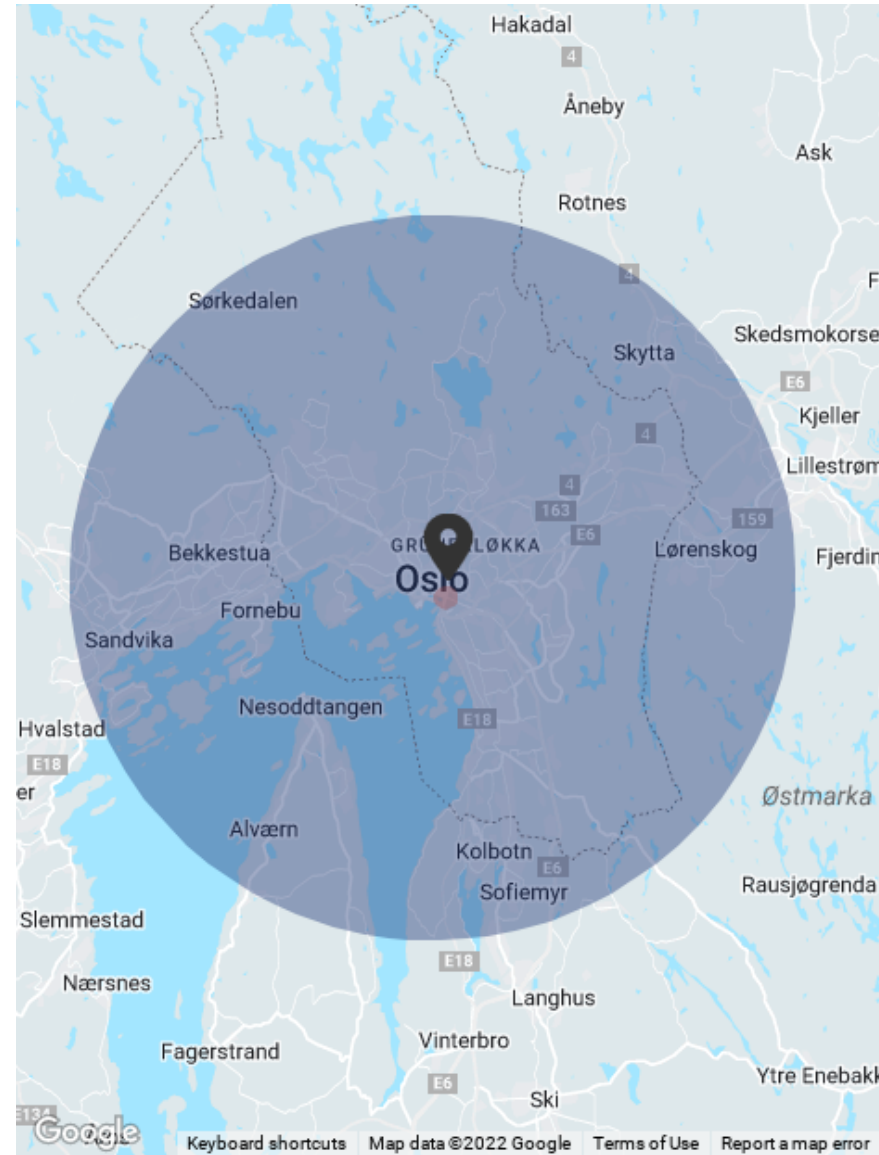 Hakadal
4
Åneby
Ask
Rotnes
4
F
Sørkedalen
Skedsmokorse
Skytta
E6
Kjeller
4
Lillestrøm
4
163
159
E6
Oslo
Lørenskog
Bekkestua
Fjerdin
Fornebu
Sandvika
Nesoddtangen
E18
Hvalstad
E18
er
Østmarka
Alværn
Kolbotn
E6
Sofiemyr
Rausjøgrenda
Slemmestad
E18
Nærsnes
Langhus
Vinterbro
Fagerstrand
Ytre Enebakk
E6
Ski
E134
Google
Keyboard shortcuts Map data ©2022 Google Terms of Use Report a map error